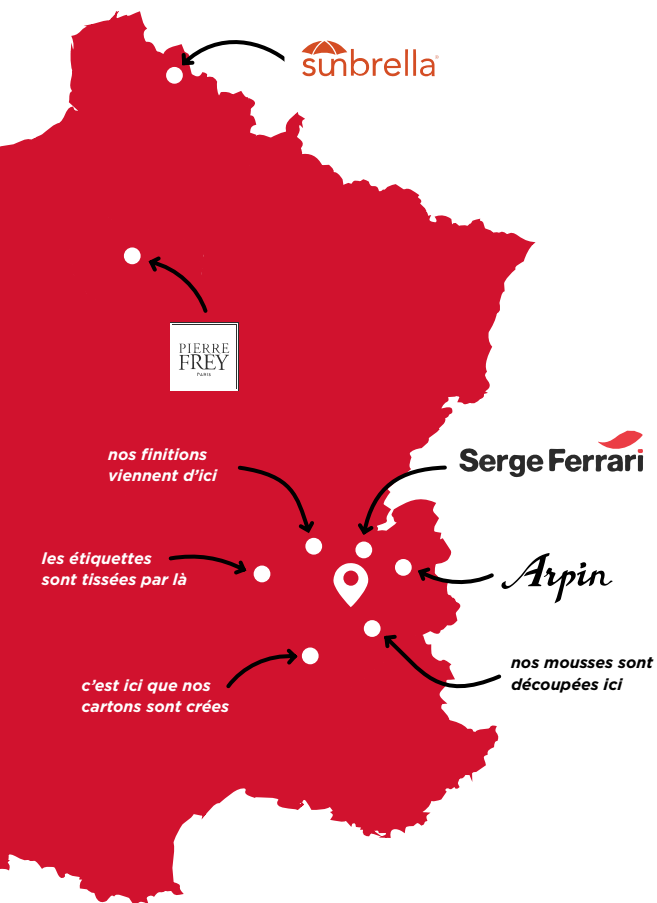 sunbrella®
PIERRE
FREY
PARIS
nos finitions
viennent d'ici
Serge Ferrari
les étiquettes
sont tissées par là
Arpin
nos mousses sont
découpées ici
c'est ici que nos
cartons sont crées